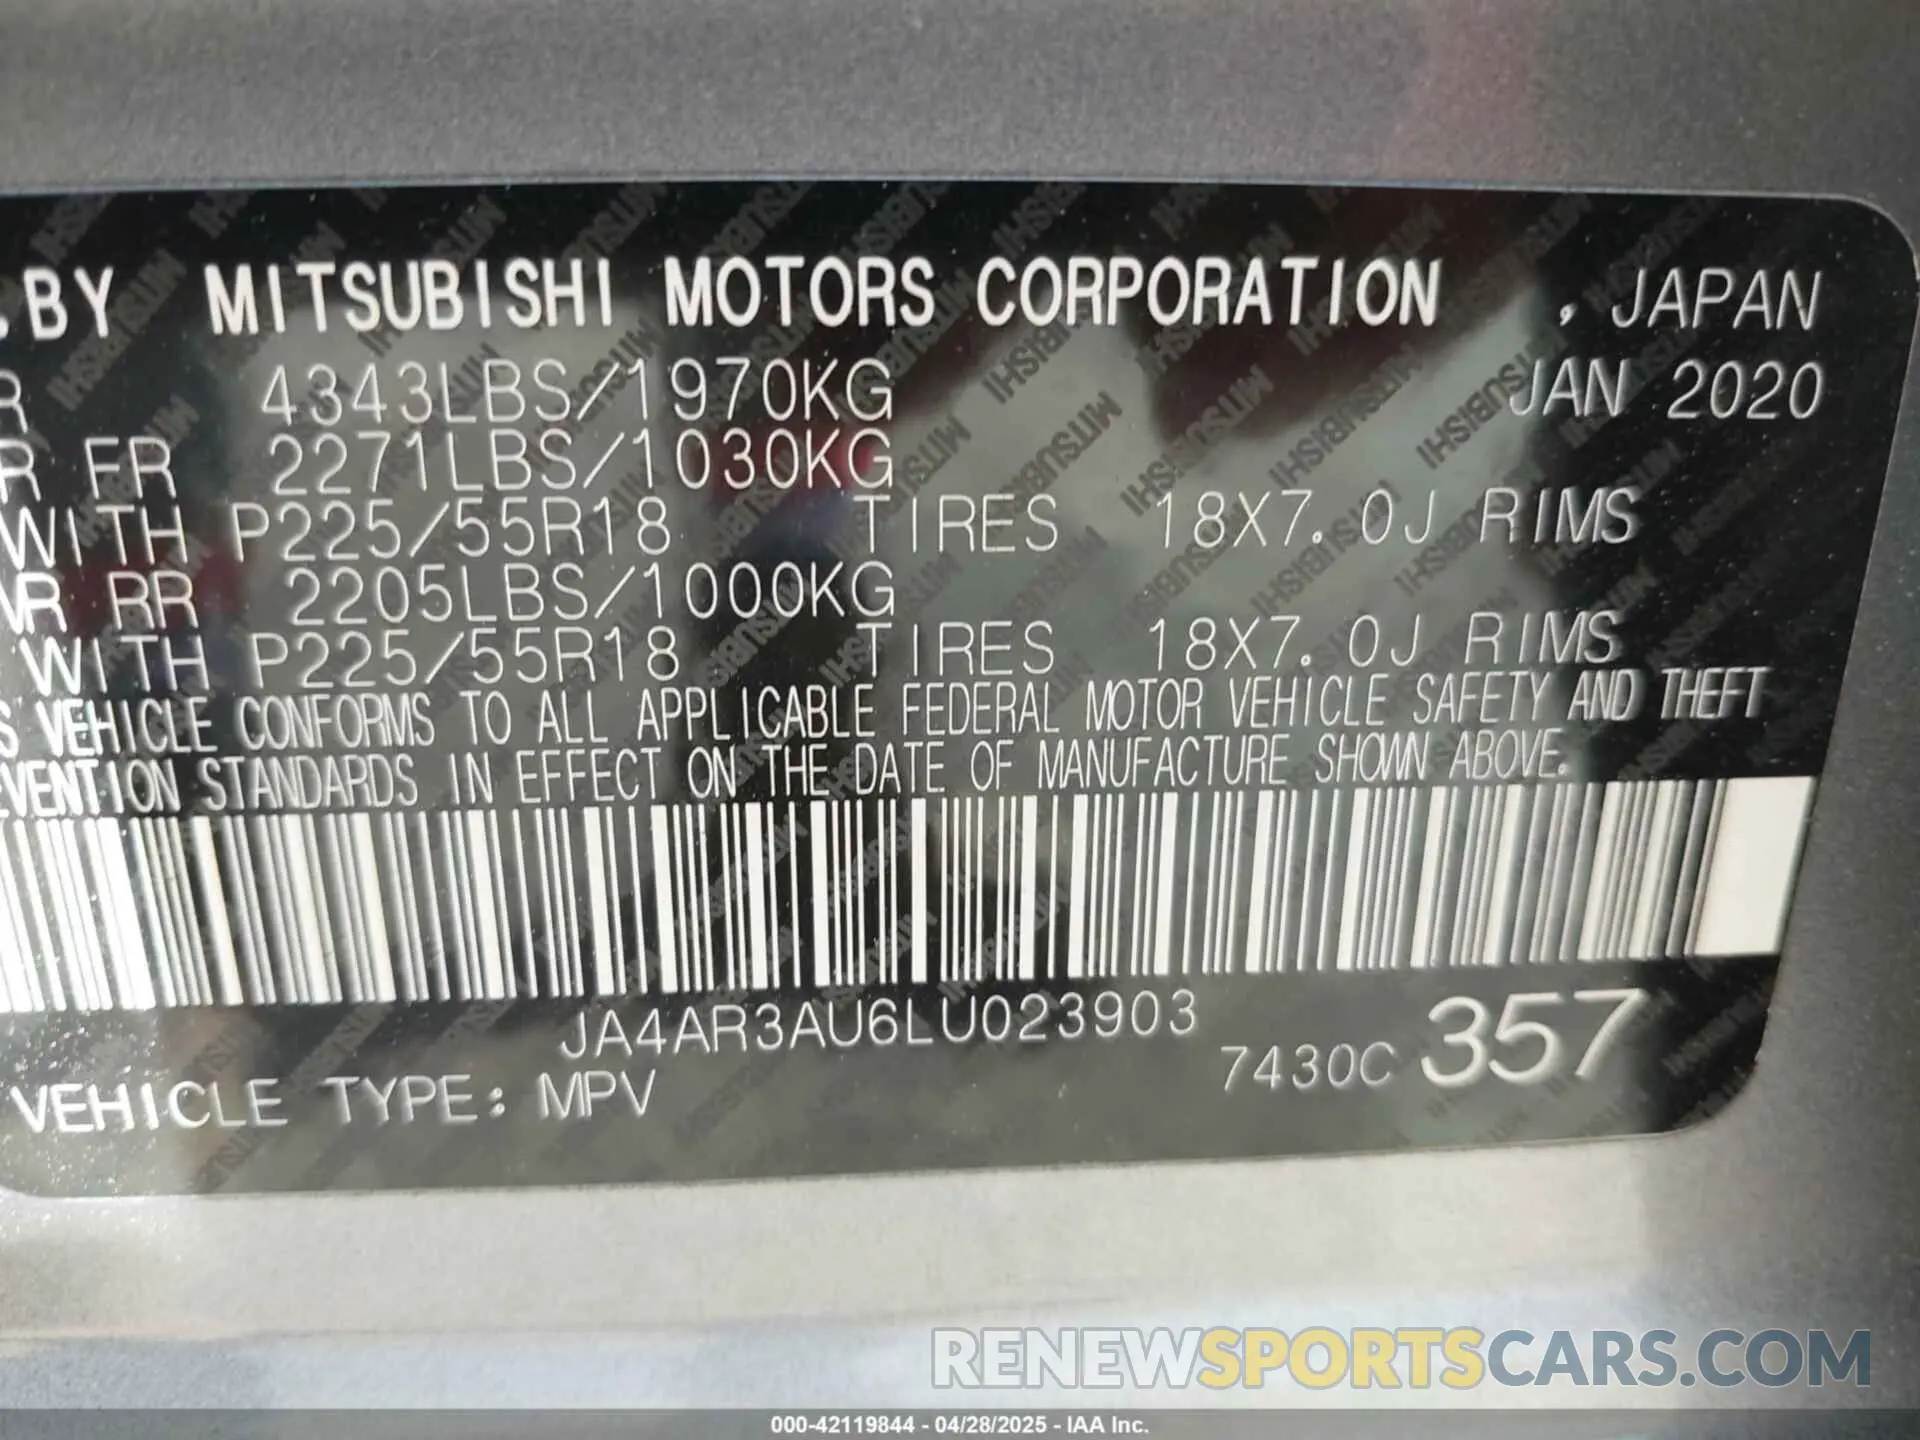 .BY MITSUBISHI MOTORS CORPORATION , JAPAN
R 4343LBS/1970KG JAN 2020
R FR 2271LBS/1030KG
WITH P225/55R18 TIRES 18X7.0J RIMS
WR RR 2205LBS/1000KG
WITH P225/55R18 TIRES 18X7.0J RIMS
S VEHICLE CONFORMS TO ALL APPLICABLE FEDERAL MOTOR VEHICLE SAFETY AND THEFT
EVENTION STANDARDS IN EFFECT ON THE DATE OF MANUFACTURE SHOWN ABOVE.
JA4AR3AU6LU023903
7430C 357
VEHICLE TYPE: MPV
RENEWSPORTSCARS.COM
000-42119844 - 04/28/2025 - IAA Inc.